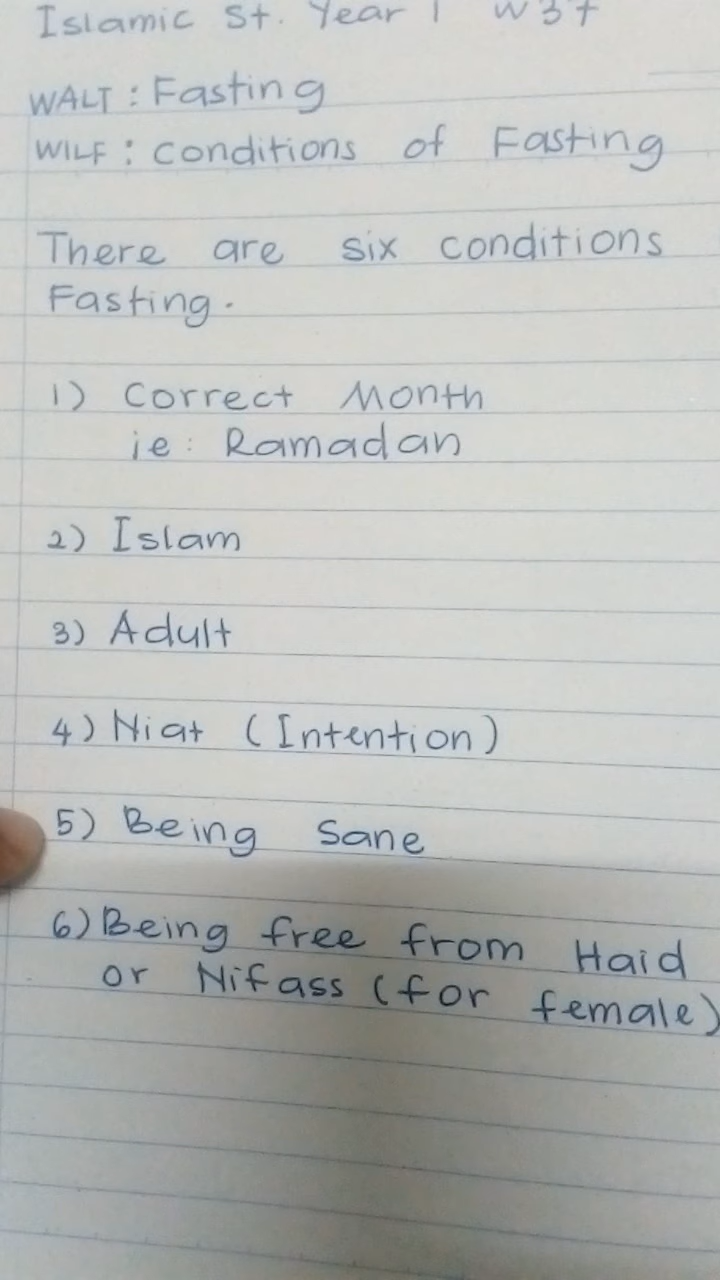 Islamic St. Year 1 W37
WALT : Fasting
WILF : conditions of Fasting
There are six conditions
Fasting.
1) Correct Month
ie : Ramadan
2) Islam
3) Adult
4) Niat (Intention)
5) Being Sane
6) Being free from Haid
or Nifass (for female)